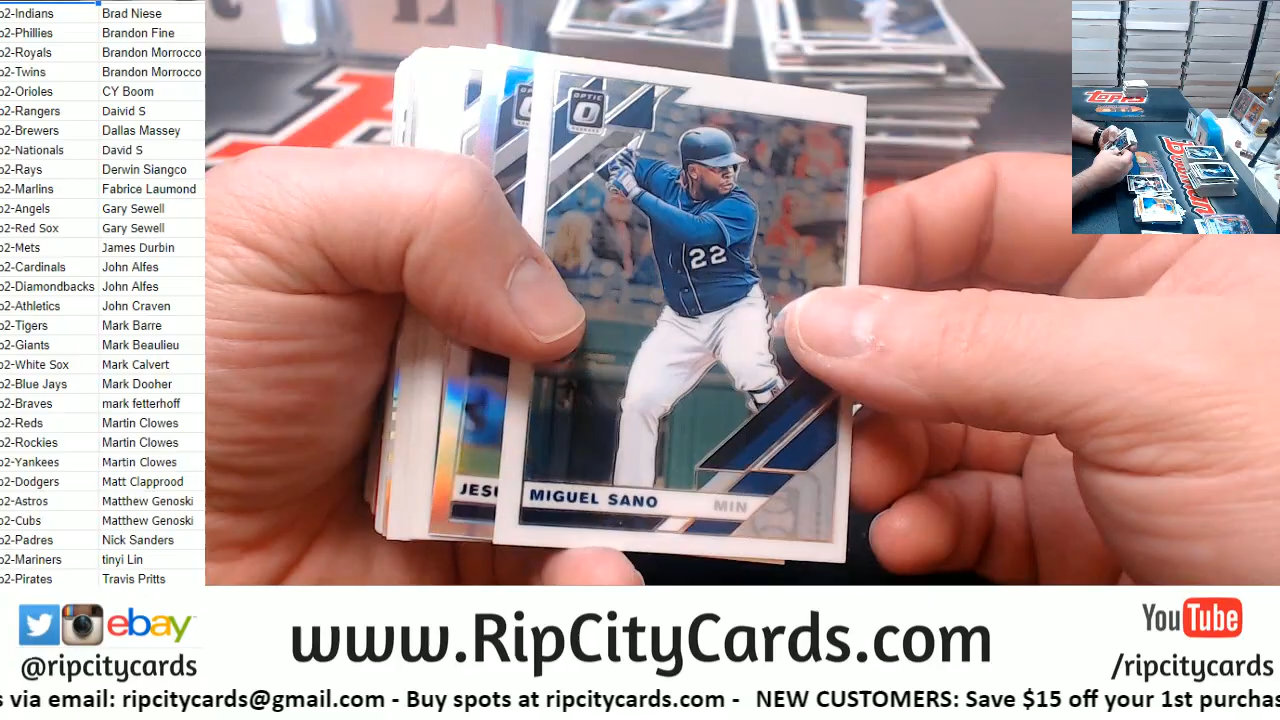 o2-Indians Brad Niese
o2-Phillies Brandon Fine
o2-Royals Brandon Morrocco
o2-Twins Brandon Morrocco
o2-Orioles CY Boom
o2-Rangers Daivid S
o2-Brewers Dallas Massey
o2-Nationals David S
o2-Rays Derwin Siangco
o2-Marlins Fabrice Laumond
o2-Angels Gary Sewell
o2-Red Sox Gary Sewell
o2-Mets James Durbin
o2-Cardinals John Alfes
o2-Diamondbacks John Alfes
o2-Athletics John Craven
o2-Tigers Mark Barre
o2-Giants Mark Beaulieu
o2-White Sox Mark Calvert
o2-Blue Jays Mark Dooher
o2-Braves mark fetterhoff
o2-Reds Martin Clowes
o2-Rockies Martin Clowes
o2-Yankees Martin Clowes
o2-Dodgers Matt Clapprood
o2-Astros Matthew Genoski
o2-Cubs Matthew Genoski
o2-Padres Nick Sanders
o2-Mariners tinyi Lin
o2-Pirates Travis Pritts
OPTIC
22
JESU
MIGUEL SANO MIN
Topps
ebay
@ripcitycards
www.RipCityCards.com
YouTube
/ripcitycards
s via email: ripcitycards@gmail.com - Buy spots at ripcitycards.com - NEW CUSTOMERS: Save $15 off your 1st purchas